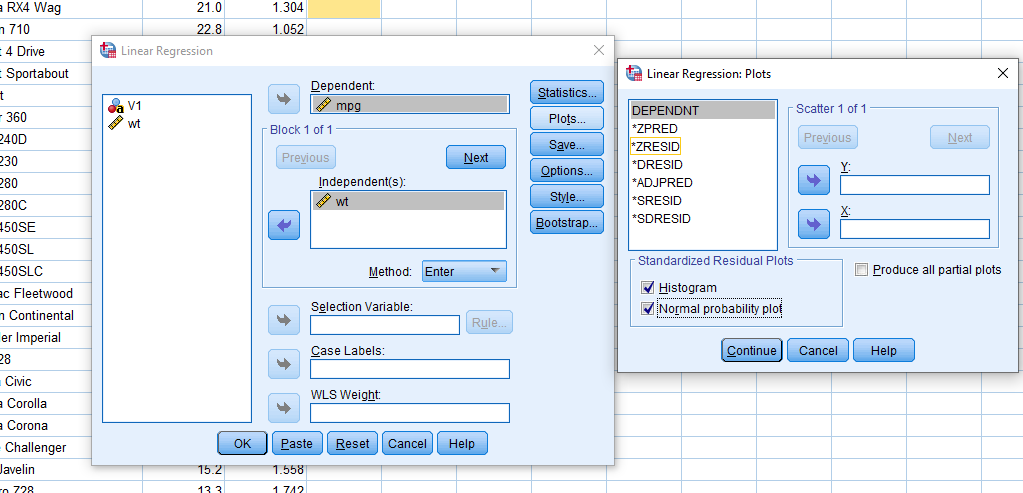 RX4 Wag 21.0 1.304
710 22.8 1.052
4 Drive
Sportabout
360
240D
230
280
280C
450SE
450SL
450SLC
Fleetwood
Continental
Imperial
28
Civic
Corolla
Corona
Challenger
Javelin 15.2 1.558
Z28 13.3 1.742
Linear Regression
V1
wt
Dependent:
mpg
Block 1 of 1
Previous
Next
Independent(s):
wt
Method: Enter
Selection Variable:
Rule...
Case Labels:
WLS Weight:
Statistics...
Plots...
Save...
Options...
Style...
Bootstrap...
OK Paste Reset Cancel Help
Linear Regression: Plots
DEPENDNT
*ZPRED
*ZRESID
*DRESID
*ADJPRED
*SRESID
*SDRESID
Scatter 1 of 1
Previous Next
Y:
X:
Standardized Residual Plots
Histogram
Normal probability plot
Produce all partial plots
Continue Cancel Help